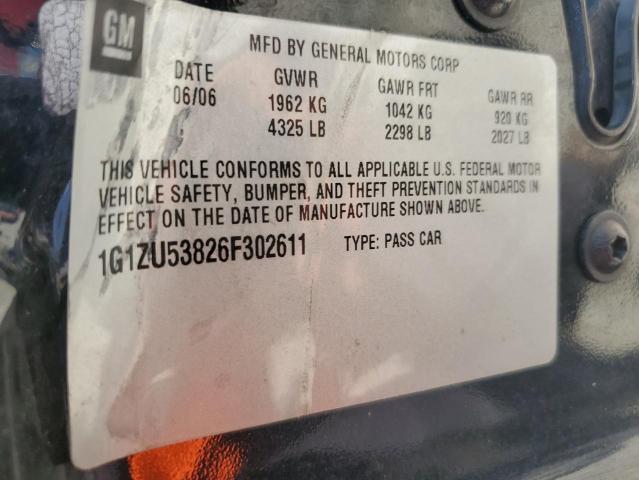 GM
MFD BY GENERAL MOTORS CORP
DATE GVWR GAWR FRT GAWR RR
06/06 1962 KG 1042 KG 920 KG
4325 LB 2298 LB 2027 LB
THIS VEHICLE CONFORMS TO ALL APPLICABLE U.S. FEDERAL MOTOR
VEHICLE SAFETY, BUMPER, AND THEFT PREVENTION STANDARDS IN
EFFECT ON THE DATE OF MANUFACTURE SHOWN ABOVE.
1G1ZU53826F302611 TYPE: PASS CAR